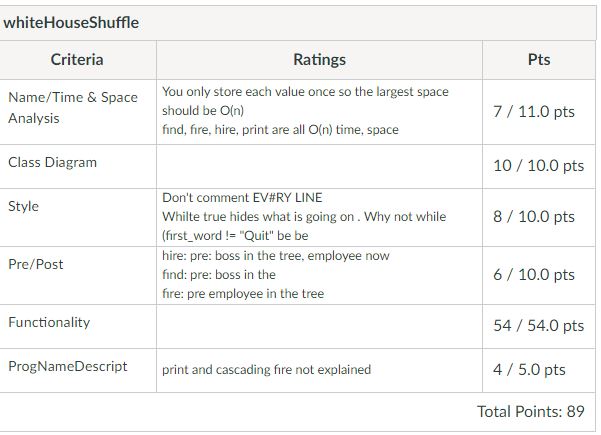 whiteHouseShuffle
Criteria Ratings Pts
Name/Time & Space
Analysis
You only store each value once so the largest space
should be O(n)
find, fire, hire, print are all O(n) time, space
7 / 11.0 pts
Class Diagram
10 / 10.0 pts
Style
Don't comment EV#RY LINE
Whilte true hides what is going on . Why not while
(first_word != "Quit" be be
8 / 10.0 pts
Pre/Post
hire: pre: boss in the tree, employee now
find: pre: boss in the
fire: pre employee in the tree
6 / 10.0 pts
Functionality
54 / 54.0 pts
ProgNameDescript
print and cascading fire not explained
4 / 5.0 pts
Total Points: 89